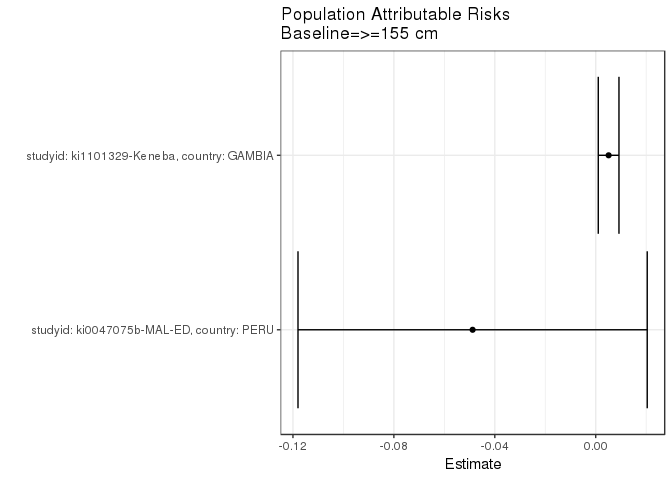 Population Attributable Risks
Baseline=>=155 cm
studyid: ki1101329-Keneba, country: GAMBIA
studyid: ki0047075b-MAL-ED, country: PERU
-0.12
-0.08
-0.04
0.00
Estimate